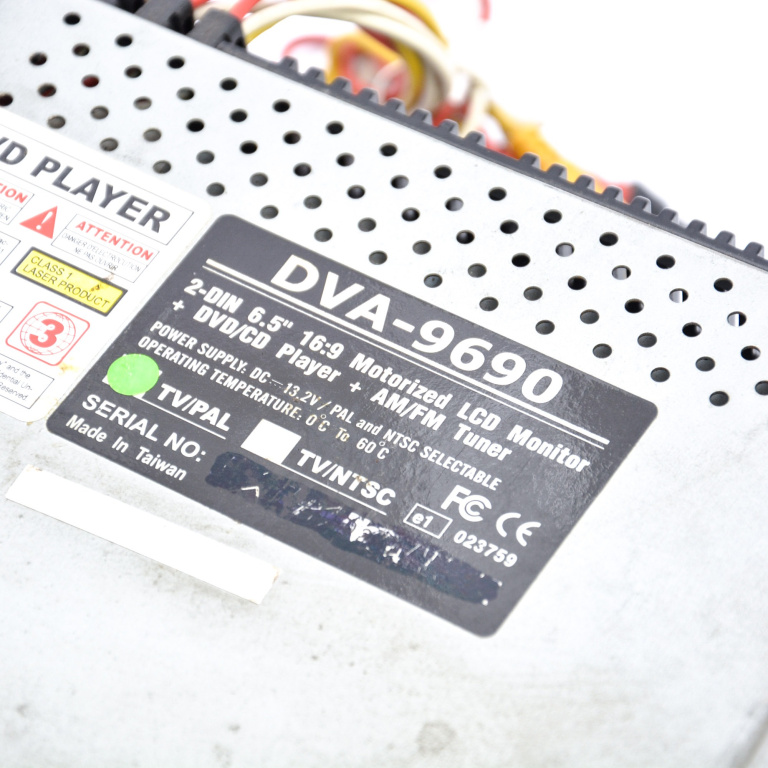 VD PLAYER
ATTENTION
CLASS 1
LASER PRODUCT
3
DVA-9690
2-DIN 6.5" 16:9 Motorized LCD Monitor
+ DVD/CD Player + AM/FM Tuner
POWER SUPPLY: DC 13.2V / PAL and NTSC SELECTABLE
OPERATING TEMPERATURE: 0°C To 60°C
TV/PAL
TV/NTSC
SERIAL NO:
Made In Taiwan
FC CE
e1 023759